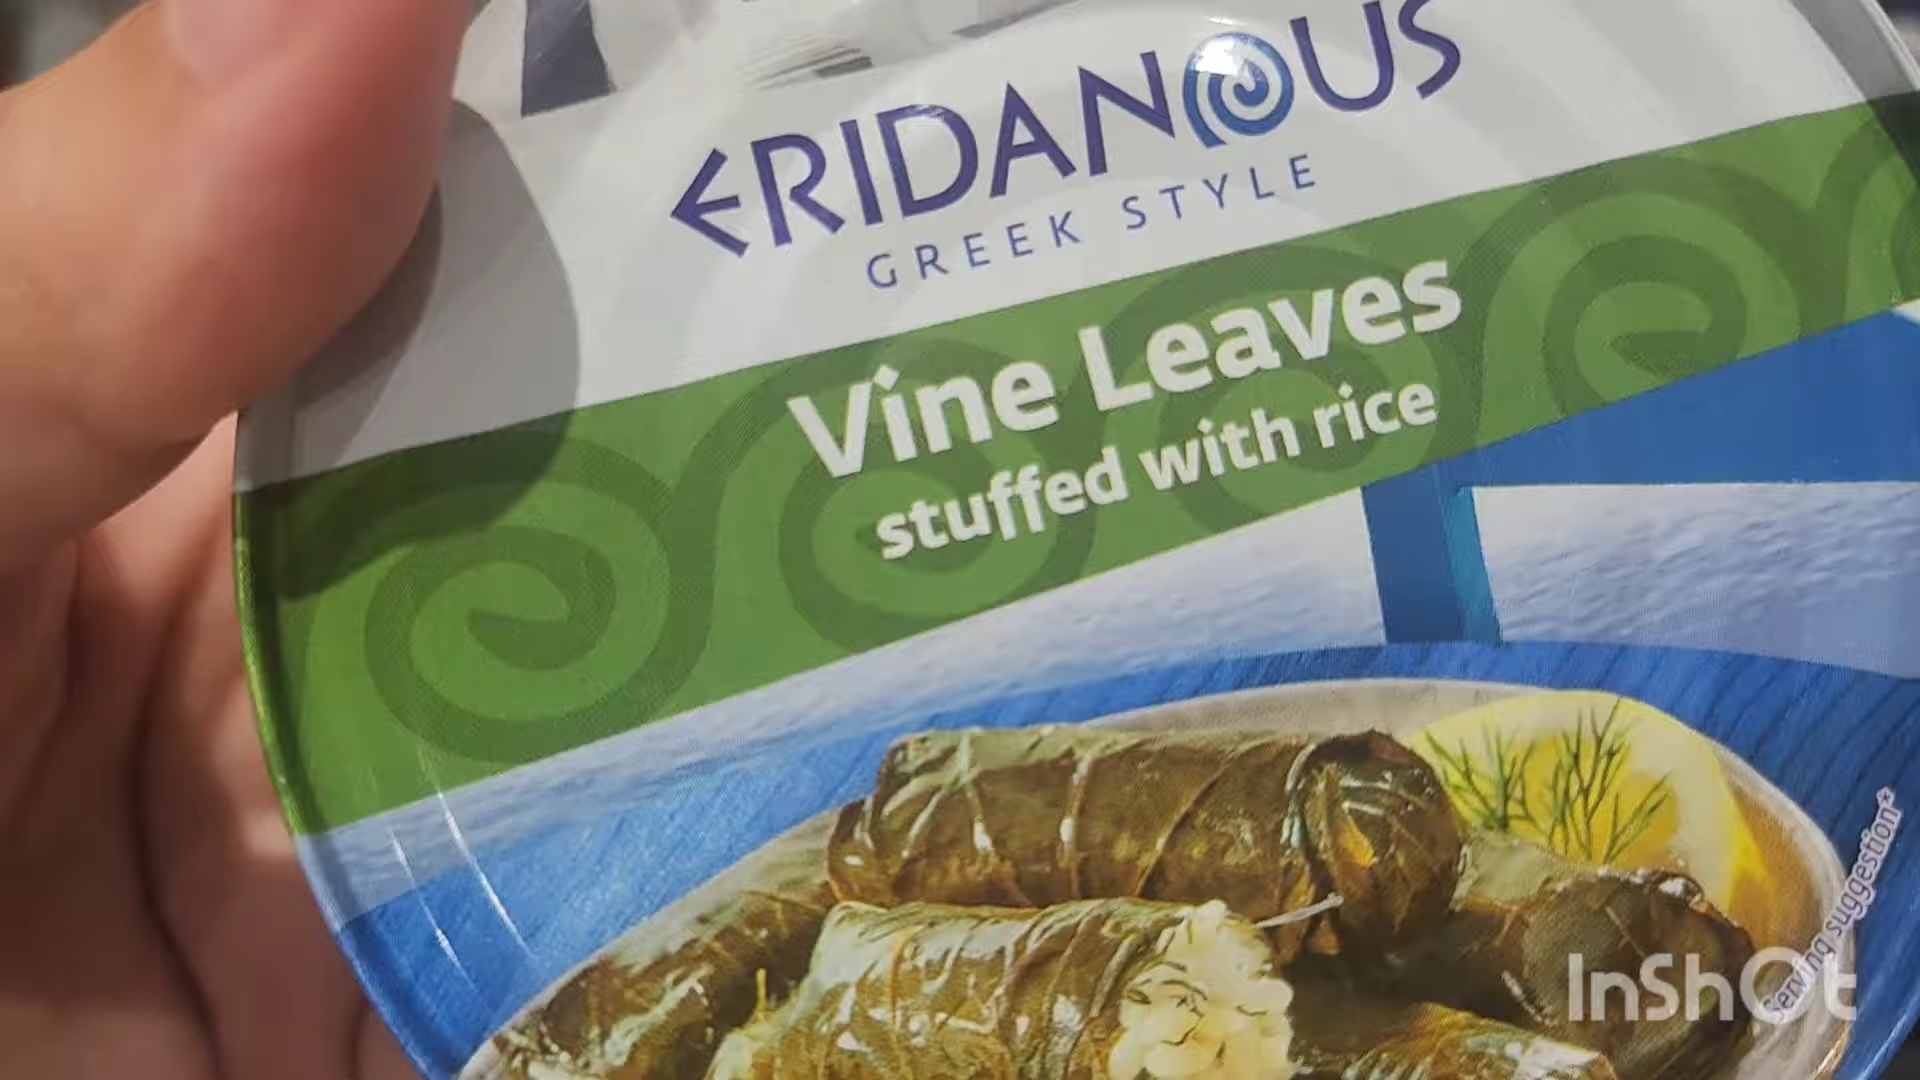 ERIDANOUS
GREEK STYLE
Vine Leaves
stuffed with rice
Serving suggestion*
InShOt